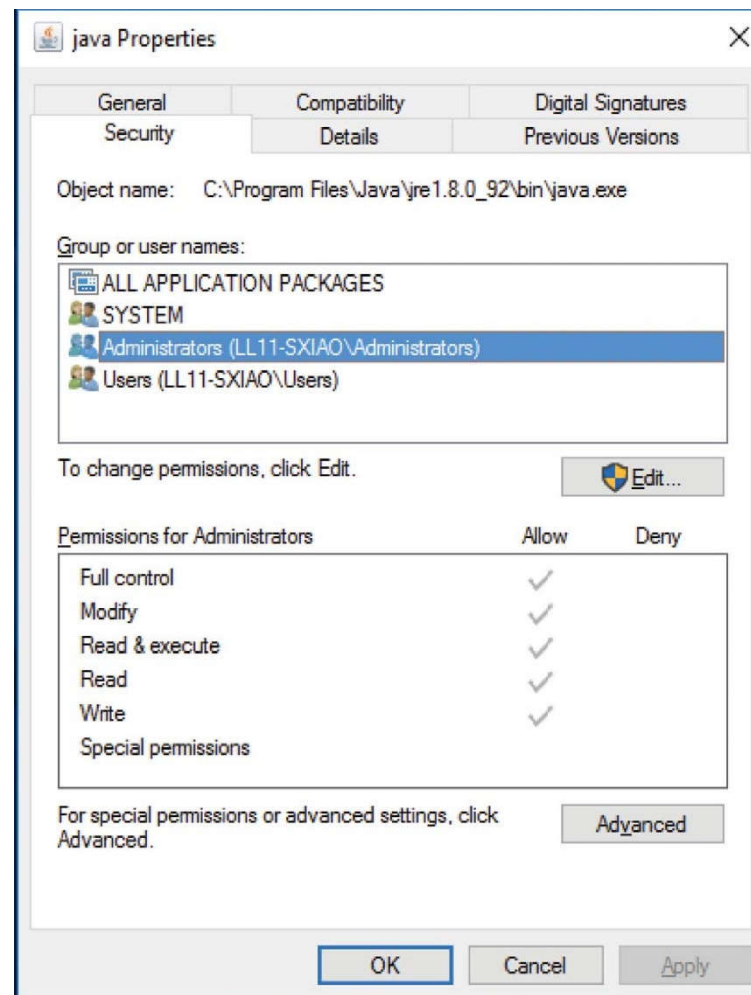 java Properties
General Compatibility Digital Signatures
Security Details Previous Versions
Object name: C:\Program Files\Java\jre1.8.0_92\bin\java.exe
Group or user names:
ALL APPLICATION PACKAGES
SYSTEM
Administrators (LL11-SXIAO\Administrators)
Users (LL11-SXIAO\Users)
To change permissions, click Edit.
Edit...
Permissions for Administrators Allow Deny
Full control
Modify
Read & execute
Read
Write
Special permissions
For special permissions or advanced settings, click
Advanced.
Advanced
OK Cancel Apply